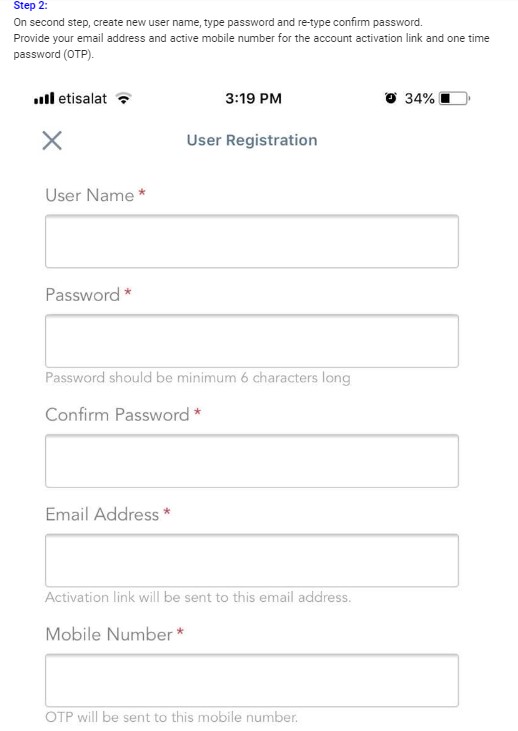 Step 2:
On second step, create new user name, type password and re-type confirm password.
Provide your email address and active mobile number for the account activation link and one time
password (OTP).
etisalat 3:19 PM 34%
User Registration
User Name *
Password *
Password should be minimum 6 characters long
Confirm Password *
Email Address *
Activation link will be sent to this email address.
Mobile Number *
OTP will be sent to this mobile number.